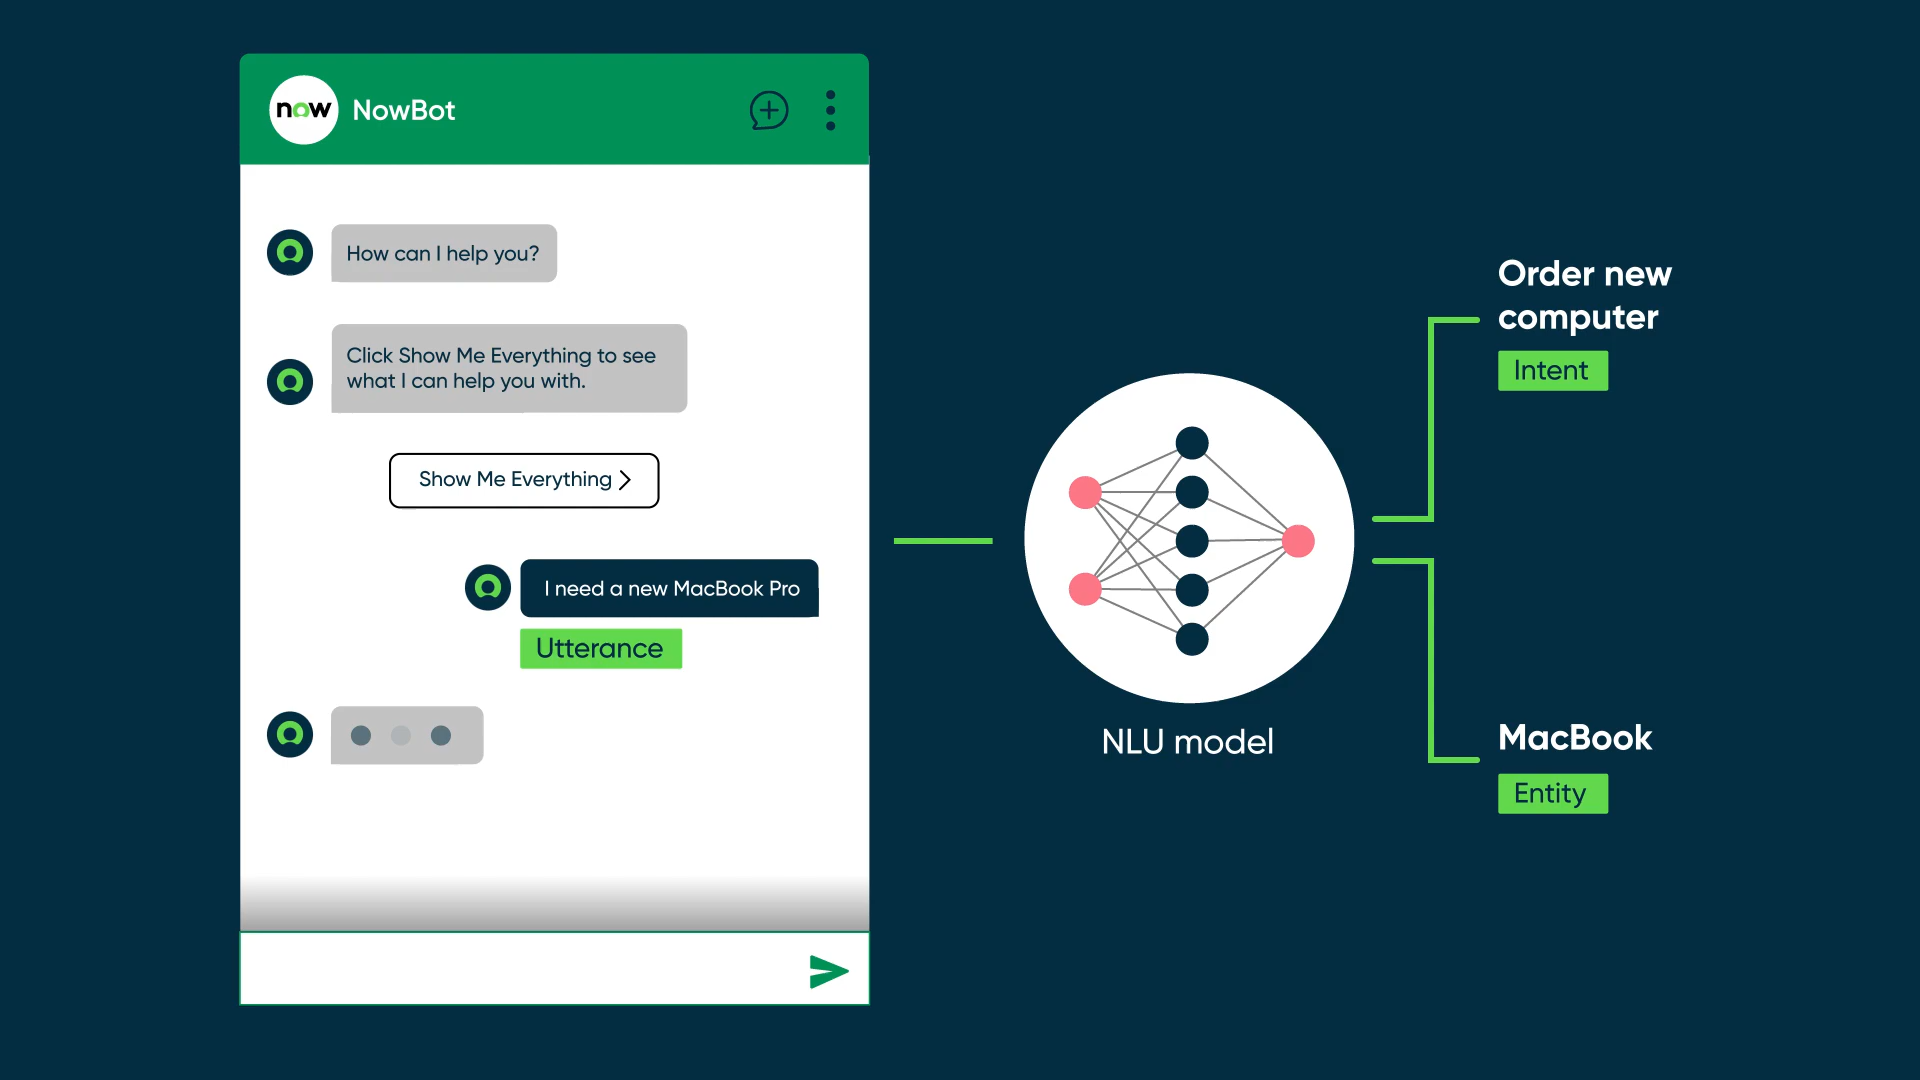 now NowBot
How can I help you?
Click Show Me Everything to see
what I can help you with.
Show Me Everything
I need a new MacBook Pro
Utterance
NLU model
Order new
computer
Intent
MacBook
Entity